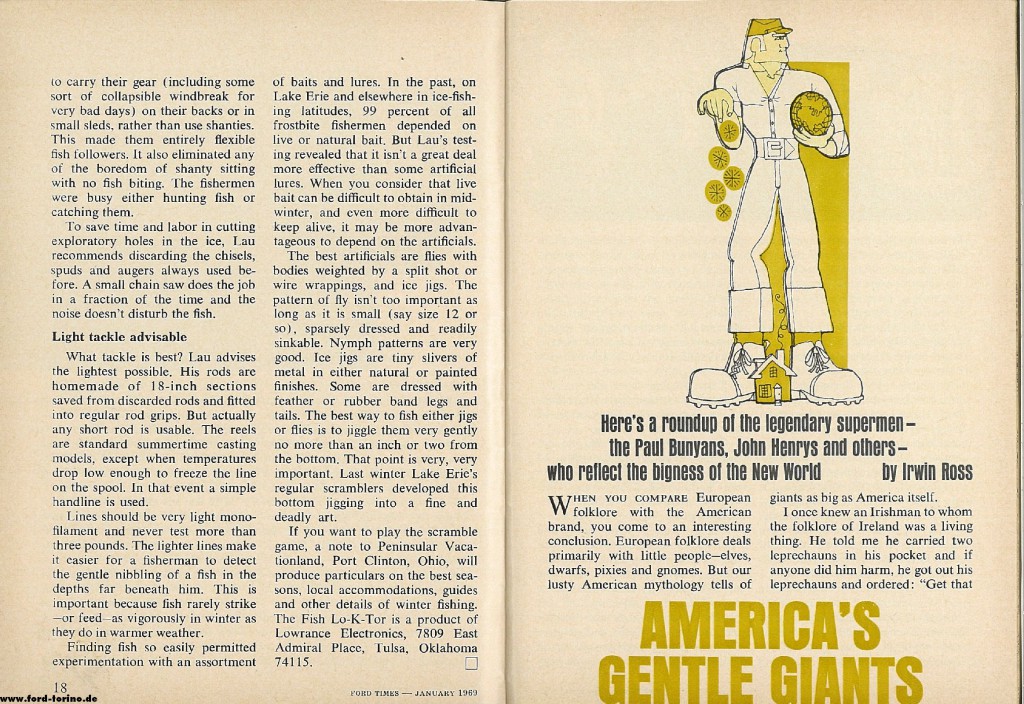 to carry their gear (including some
sort of collapsible windbreak for
very bad days) on their backs or in
small sleds, rather than use shanties.
This made them entirely flexible
fish followers. It also eliminated any
of the boredom of shanty sitting
with no fish biting. The fishermen
were busy either hunting fish or
catching them.
To save time and labor in cutting
exploratory holes in the ice, Lau
recommends discarding the chisels,
spuds and augers always used be-
fore. A small chain saw does the job
in a fraction of the time and the
noise doesn't disturb the fish.
Light tackle advisable
What tackle is best? Lau advises
the lightest possible. His rods are
homemade of 18-inch sections
saved from discarded rods and fitted
into regular rod grips. But actually
any short rod is usable. The reels
are standard summertime casting
models, except when temperatures
drop low enough to freeze the line
on the spool. In that event a simple
handline is used.
Lines should be very light mono-
filament and never test more than
three pounds. The lighter lines make
it easier for a fisherman to detect
the gentle nibbling of a fish in the
depths far beneath him. This is
important because fish rarely strike
—or feed—as vigorously in winter as
they do in warmer weather.
Finding fish so easily permitted
experimentation with an assortment
of baits and lures. In the past, on
Lake Erie and elsewhere in ice-fish-
ing latitudes, 99 percent of all
frostbite fishermen depended on
live or natural bait. But Lau's test-
ing revealed that it isn't a great deal
more effective than some artificial
lures. When you consider that live
bait can be difficult to obtain in mid-
winter, and even more difficult to
keep alive, it may be more advan-
tageous to depend on the artificials.
The best artificials are flies with
bodies weighted by a split shot or
wire wrappings, and ice jigs. The
pattern of fly isn't too important as
long as it is small (say size 12 or
so), sparsely dressed and readily
sinkable. Nymph patterns are very
good. Ice jigs are tiny slivers of
metal in either natural or painted
finishes. Some are dressed with
feather or rubber band legs and
tails. The best way to fish either jigs
or flies is to jiggle them very gently
no more than an inch or two from
the bottom. That point is very, very
important. Last winter Lake Erie's
regular scramblers developed this
bottom jigging into a fine and
deadly art.
If you want to play the scramble
game, a note to Peninsular Vaca-
tionland, Port Clinton, Ohio, will
produce particulars on the best sea-
sons, local accommodations, guides
and other details of winter fishing.
The Fish Lo-K-Tor is a product of
Lowrance Electronics, 7809 East
Admiral Place, Tulsa, Oklahoma
74115.
18
FORD TIMES — JANUARY 1969
www.ford-torino.de
Here's a roundup of the legendary supermen—
the Paul Bunyans, John Henrys and others—
who reflect the bigness of the New World by Irwin Ross
WHEN YOU COMPARE European
folklore with the American
brand, you come to an interesting
conclusion. European folklore deals
primarily with little people—elves,
dwarfs, pixies and gnomes. But our
lusty American mythology tells of
giants as big as America itself.
I once knew an Irishman to whom
the folklore of Ireland was a living
thing. He told me he carried two
leprechauns in his pocket and if
anyone did him harm, he got out his
leprechauns and ordered: "Get that
AMERICA'S
GENTLE GIANTS